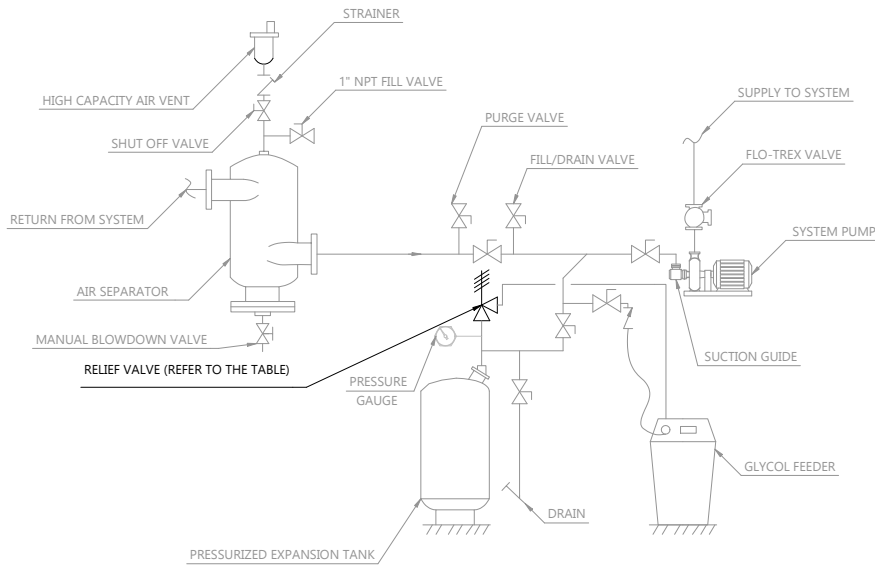 STRAINER
HIGH CAPACITY AIR VENT
1" NPT FILL VALVE
SHUT OFF VALVE
PURGE VALVE
SUPPLY TO SYSTEM
FILL/DRAIN VALVE
FLO-TREX VALVE
RETURN FROM SYSTEM
SYSTEM PUMP
AIR SEPARATOR
MANUAL BLOWDOWN VALVE
RELIEF VALVE (REFER TO THE TABLE)
PRESSURE
GAUGE
SUCTION GUIDE
GLYCOL FEEDER
DRAIN
PRESSURIZED EXPANSION TANK